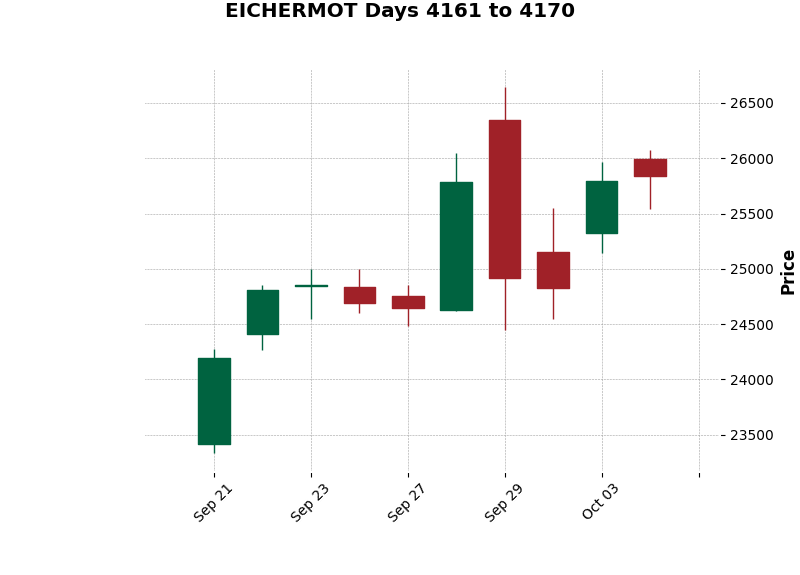 EICHERMOT Days 4161 to 4170
26500
26000
25500
25000
24500
24000
23500
Price
Sep 21
Sep 23
Sep 27
Sep 29
Oct 03